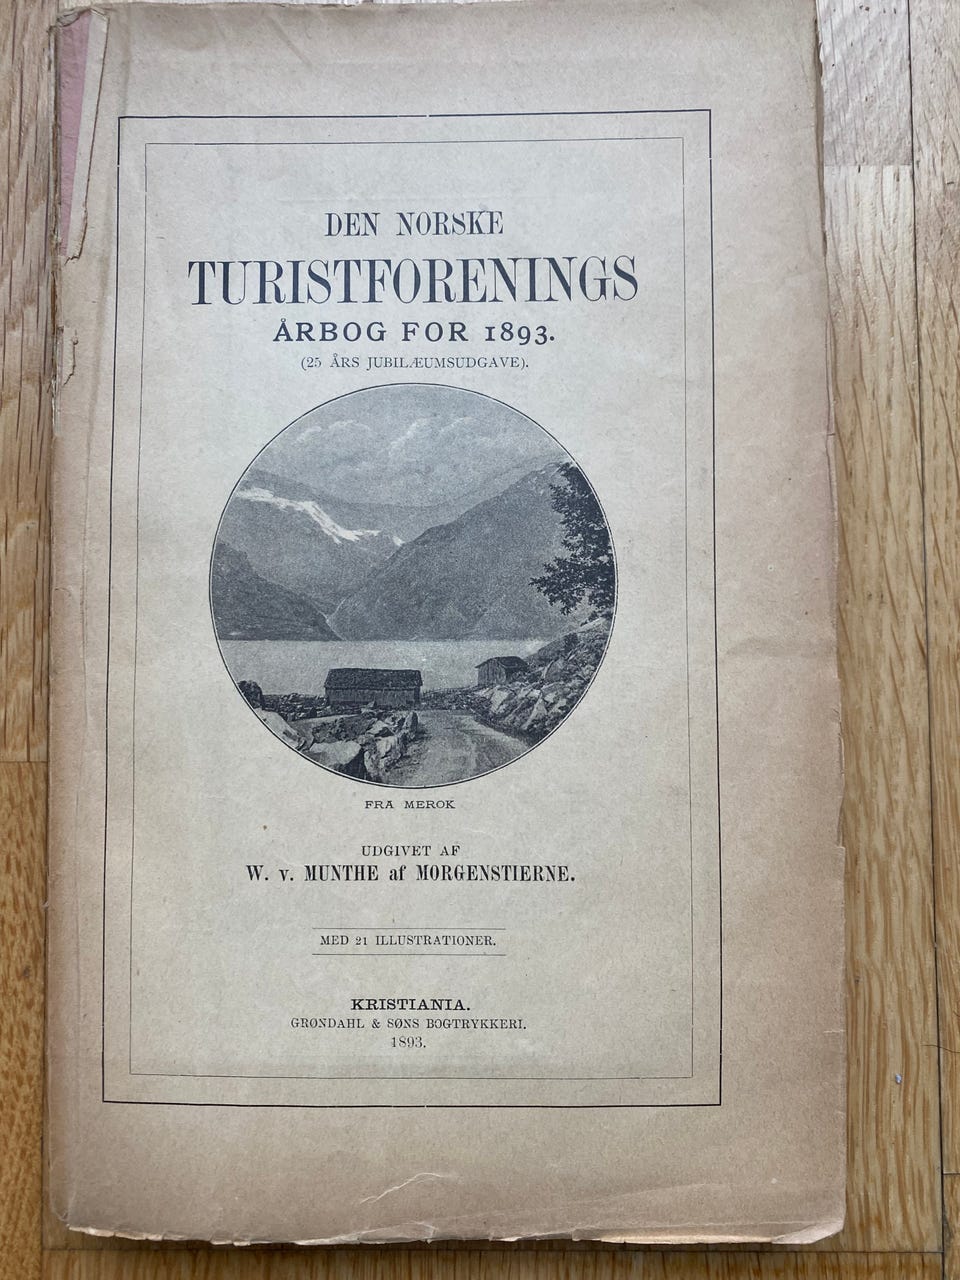 DEN NORSKE
TURISTFORENINGS
ÅRBOG FOR 1893.
(25 ÅRS JUBILÆUMSUDGAVE).
FRA MEROK
UDGIVET AF
W. v. MUNTHE af MORGENSTIERNE.
MED 21 ILLUSTRATIONER.
KRISTIANIA.
GRØNDAHL & SØNS BOGTRYKKERI.
1893.